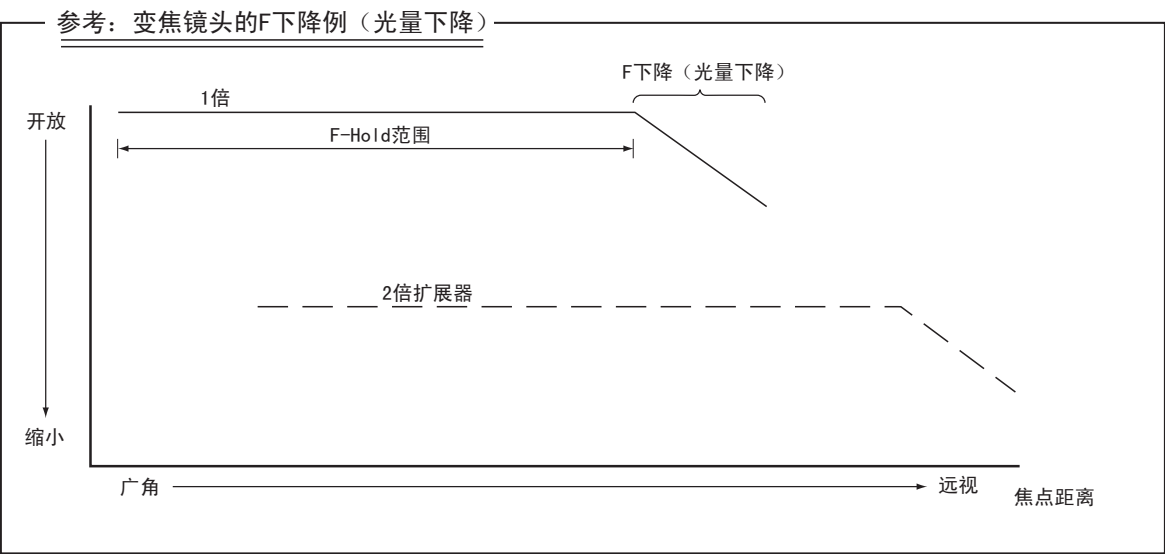 参考：变焦镜头的F下降例（光量下降）
F下降（光量下降）
1倍
开放
F-Hold范围
2倍扩展器
缩小
广角
远视
焦点距离